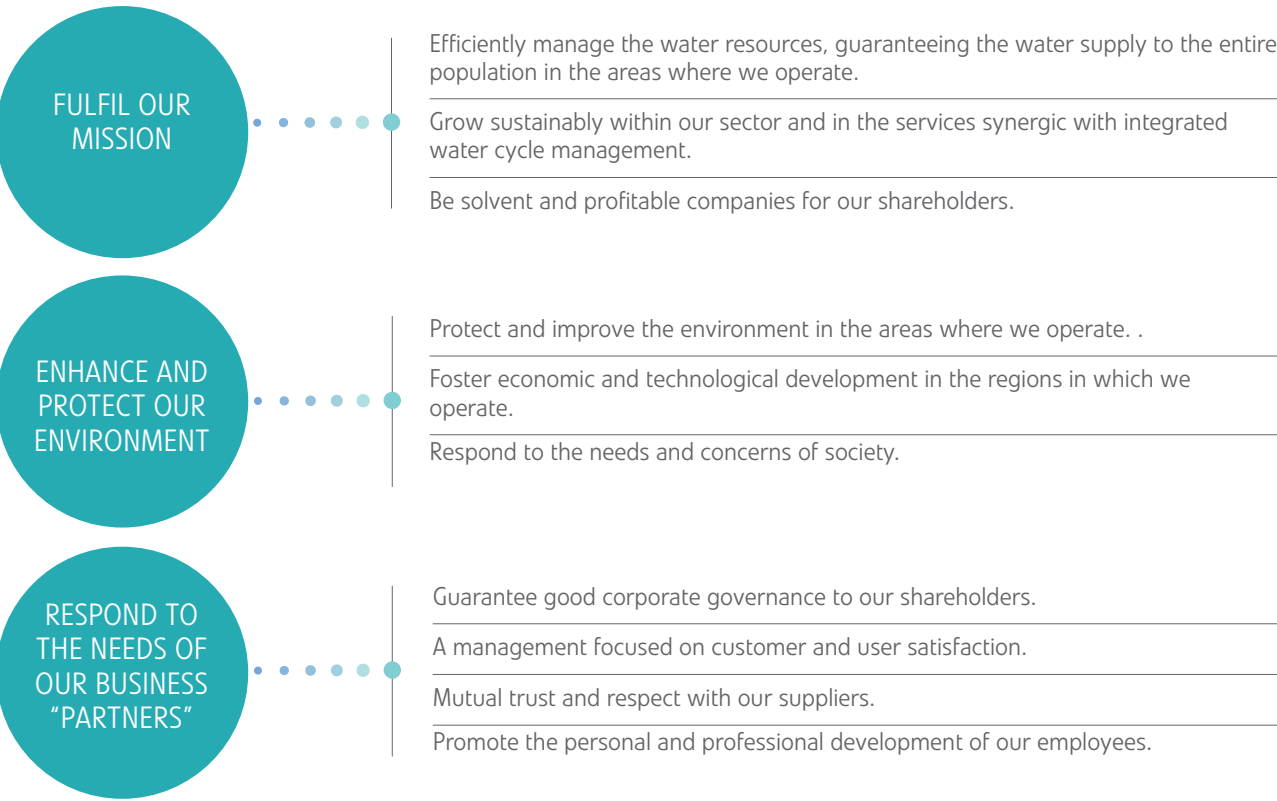 FULFIL OUR
MISSION
Efficiently manage the water resources, guaranteeing the water supply to the entire
population in the areas where we operate.
Grow sustainably within our sector and in the services synergic with integrated
water cycle management.
Be solvent and profitable companies for our shareholders.
ENHANCE AND
PROTECT OUR
ENVIRONMENT
Protect and improve the environment in the areas where we operate. .
Foster economic and technological development in the regions in which we
operate.
Respond to the needs and concerns of society.
RESPOND TO
THE NEEDS OF
OUR BUSINESS
“PARTNERS”
Guarantee good corporate governance to our shareholders.
A management focused on customer and user satisfaction.
Mutual trust and respect with our suppliers.
Promote the personal and professional development of our employees.